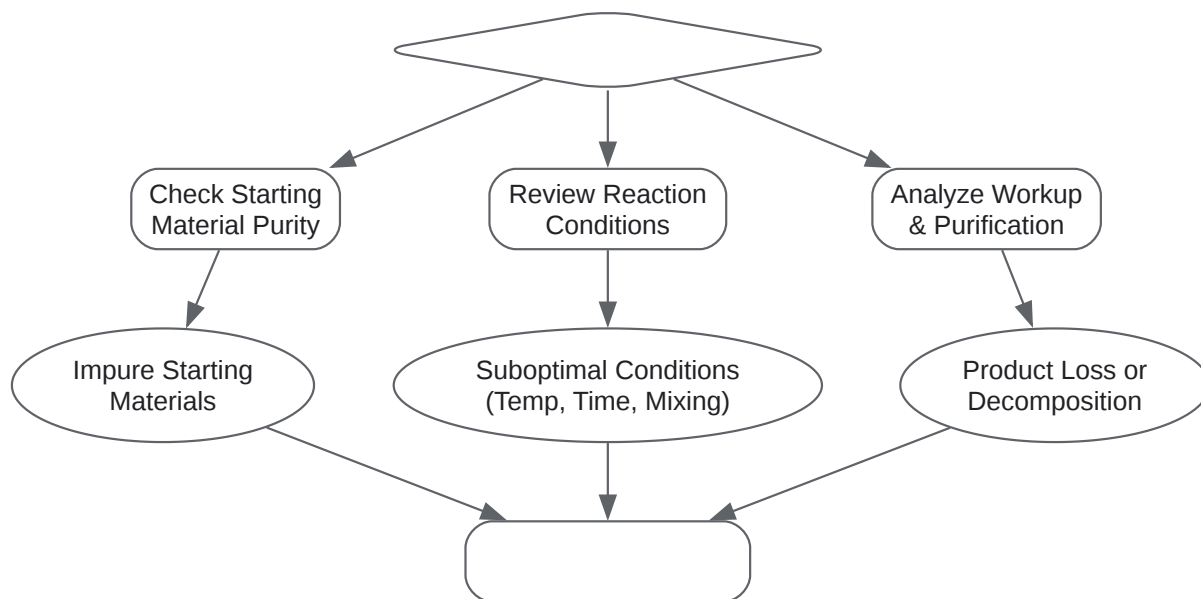 Check Starting
Material Purity
Review Reaction
Conditions
Analyze Workup
& Purification
Impure Starting
Materials
Suboptimal Conditions
(Temp, Time, Mixing)
Product Loss or
Decomposition